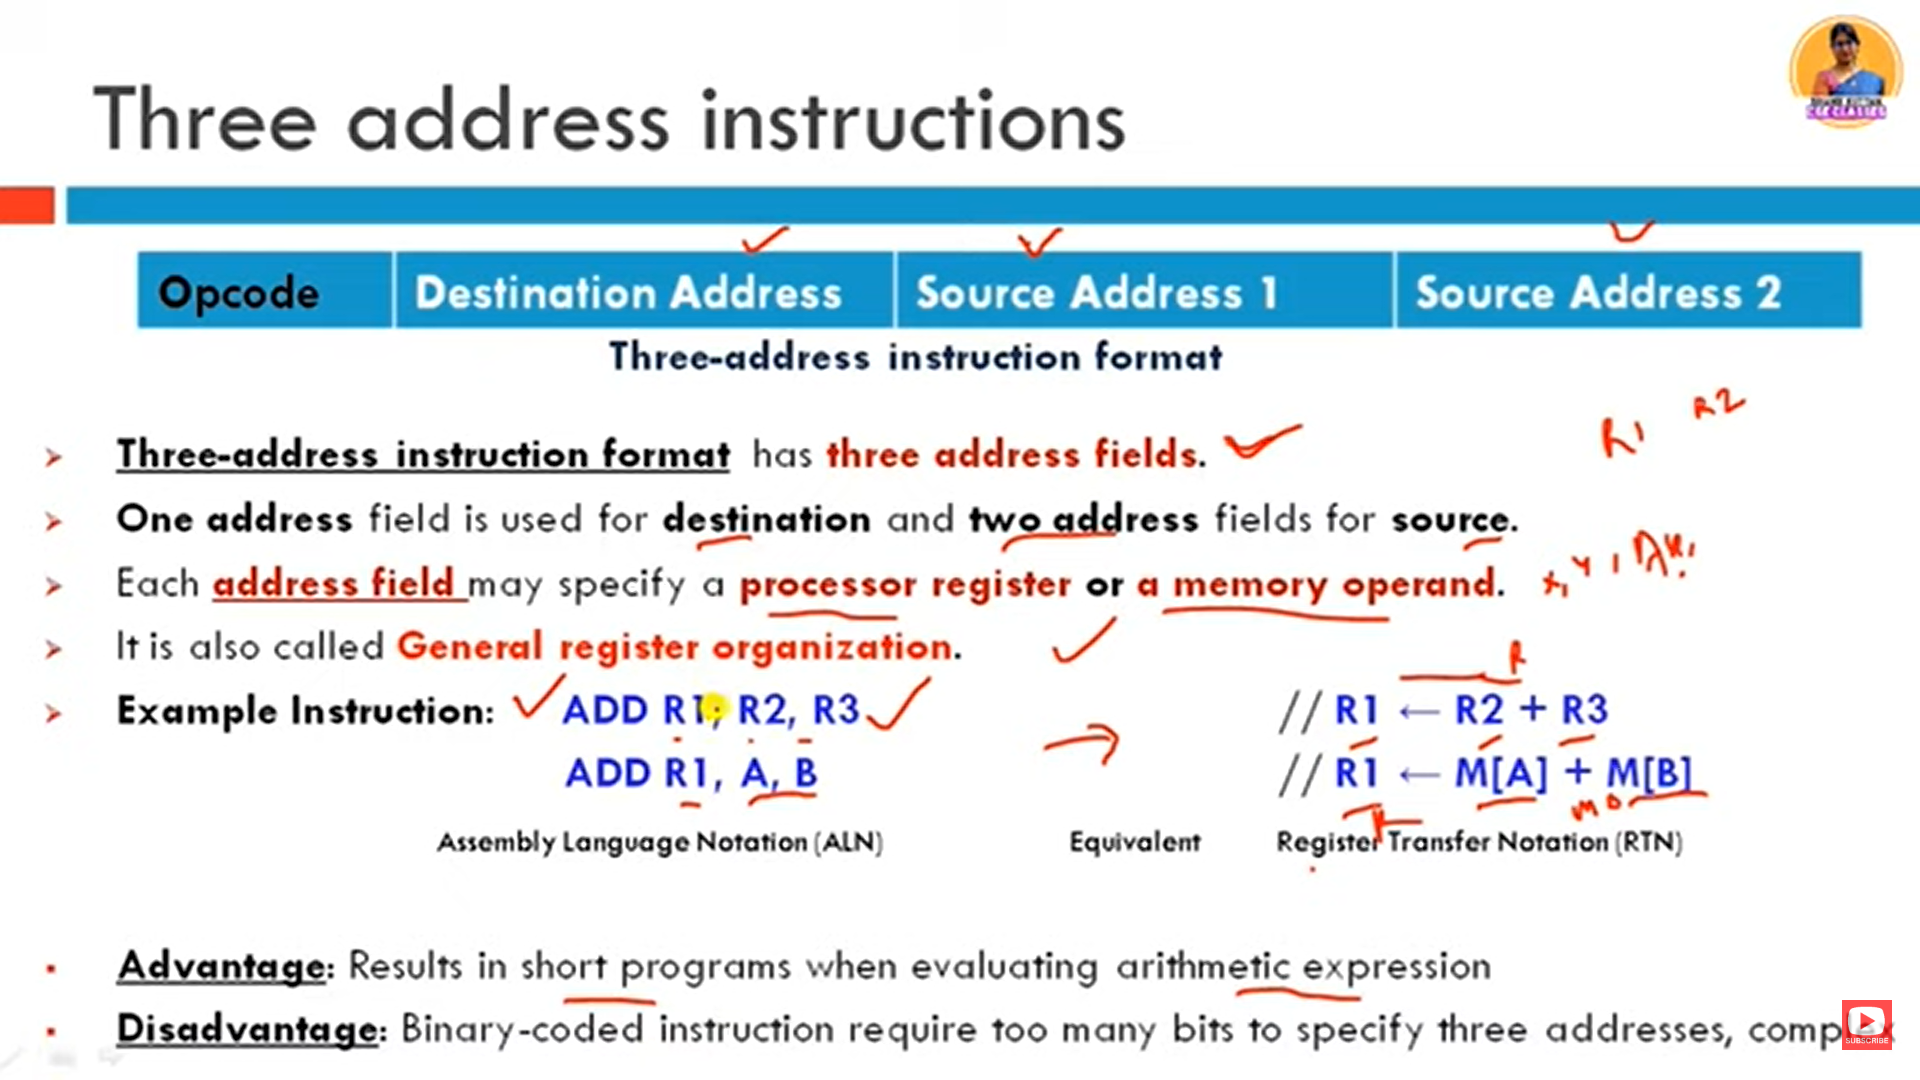 Three address instructions
CSE CLASSES
Opcode Destination Address Source Address 1 Source Address 2
Three-address instruction format
R1 R2
Three-address instruction format has three address fields.
One address field is used for destination and two address fields for source.
Each address field may specify a processor register or a memory operand.
It is also called General register organization.
R
Example Instruction: ADD R1, R2, R3 // R1 ← R2 + R3
ADD R1, A, B // R1 ← M[A] + M[B]
Assembly Language Notation (ALN) Equivalent Register Transfer Notation (RTN)
Advantage: Results in short programs when evaluating arithmetic expression
Disadvantage: Binary-coded instruction require too many bits to specify three addresses,
SUBSCRIBE